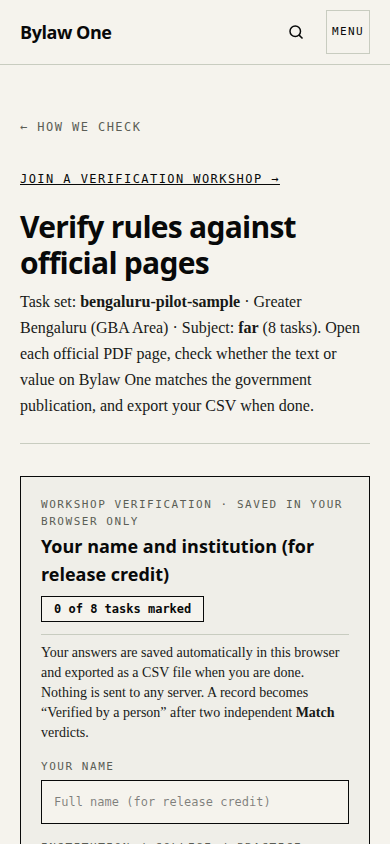 Bylaw One
MENU
← HOW WE CHECK
JOIN A VERIFICATION WORKSHOP →
Verify rules against
official pages
Task set: bengaluru-pilot-sample · Greater
Bengaluru (GBA Area) · Subject: far (8 tasks). Open
each official PDF page, check whether the text or
value on Bylaw One matches the government
publication, and export your CSV when done.
WORKSHOP VERIFICATION · SAVED IN YOUR
BROWSER ONLY
Your name and institution (for
release credit)
0 of 8 tasks marked
Your answers are saved automatically in this browser
and exported as a CSV file when you are done.
Nothing is sent to any server. A record becomes
“Verified by a person” after two independent Match
verdicts.
YOUR NAME
Full name (for release credit)